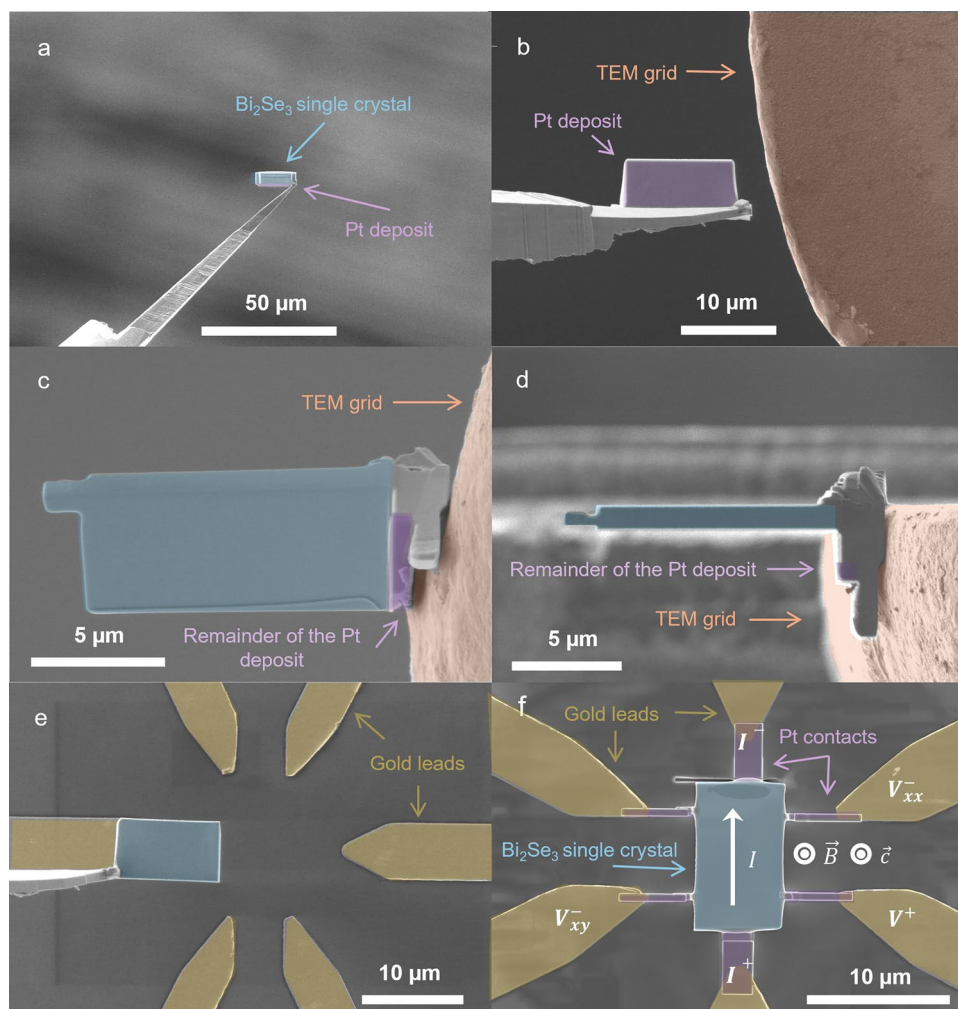 a
Bi₂Se₃ single crystal
Pt deposit
50 µm
b
TEM grid
Pt deposit
10 µm
c
TEM grid
Remainder of the Pt
deposit
5 µm
d
Remainder of the Pt deposit
TEM grid
5 µm
e
Gold leads
10 µm
f
Gold leads
I⁻
Pt contacts
V⁻xx
Bi₂Se₃ single crystal
I
B⃗ c⃗
V⁻xy
V⁺
I⁺
10 µm